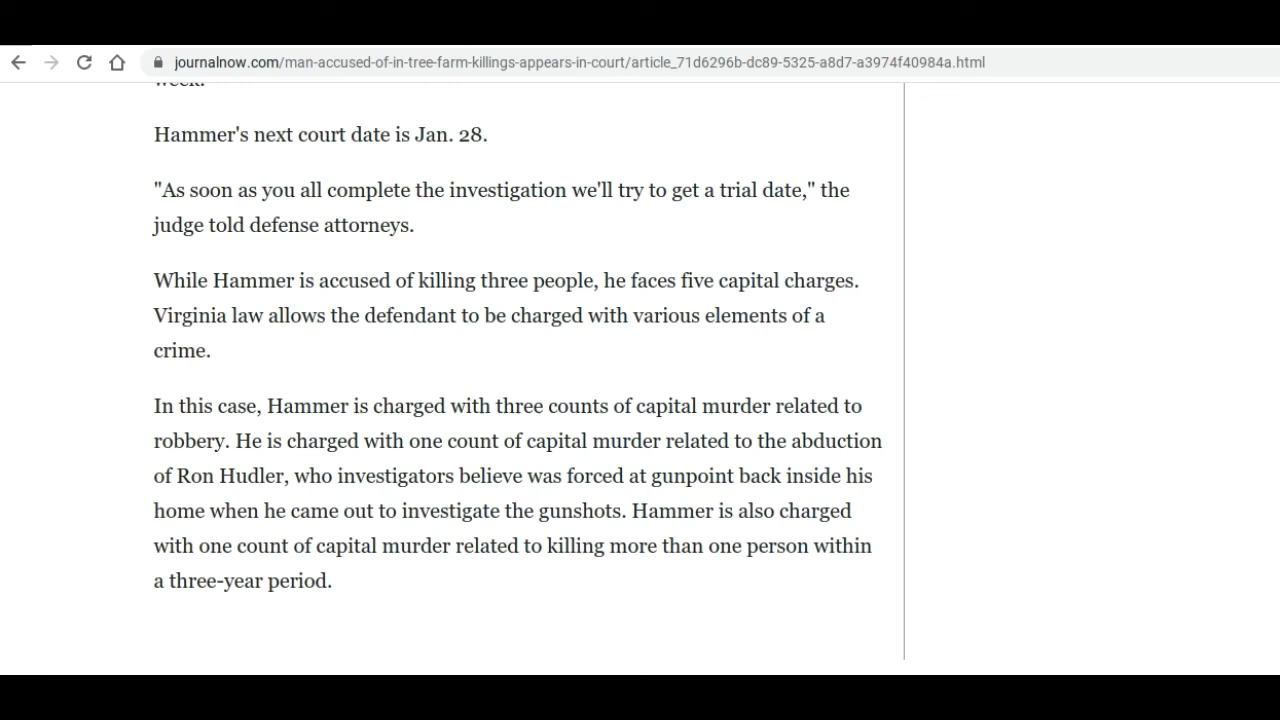 journalnow.com/man-accused-of-in-tree-farm-killings-appears-in-court/article_71d6296b-dc89-5325-a8d7-a3974f40984a.html
week.
Hammer's next court date is Jan. 28.
"As soon as you all complete the investigation we'll try to get a trial date," the
judge told defense attorneys.
While Hammer is accused of killing three people, he faces five capital charges.
Virginia law allows the defendant to be charged with various elements of a
crime.
In this case, Hammer is charged with three counts of capital murder related to
robbery. He is charged with one count of capital murder related to the abduction
of Ron Hudler, who investigators believe was forced at gunpoint back inside his
home when he came out to investigate the gunshots. Hammer is also charged
with one count of capital murder related to killing more than one person within
a three-year period.